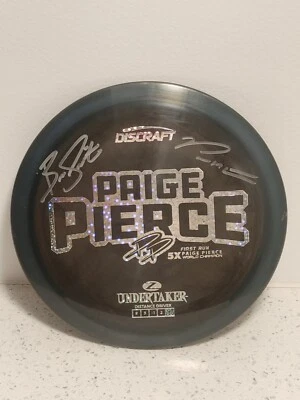 DISCRAFT
PAIGE
PIERCE
FIRST RUN
5X PAIGE PIERCE
WORLD CHAMPION
Z
UNDERTAKER
DISTANCE DRIVER